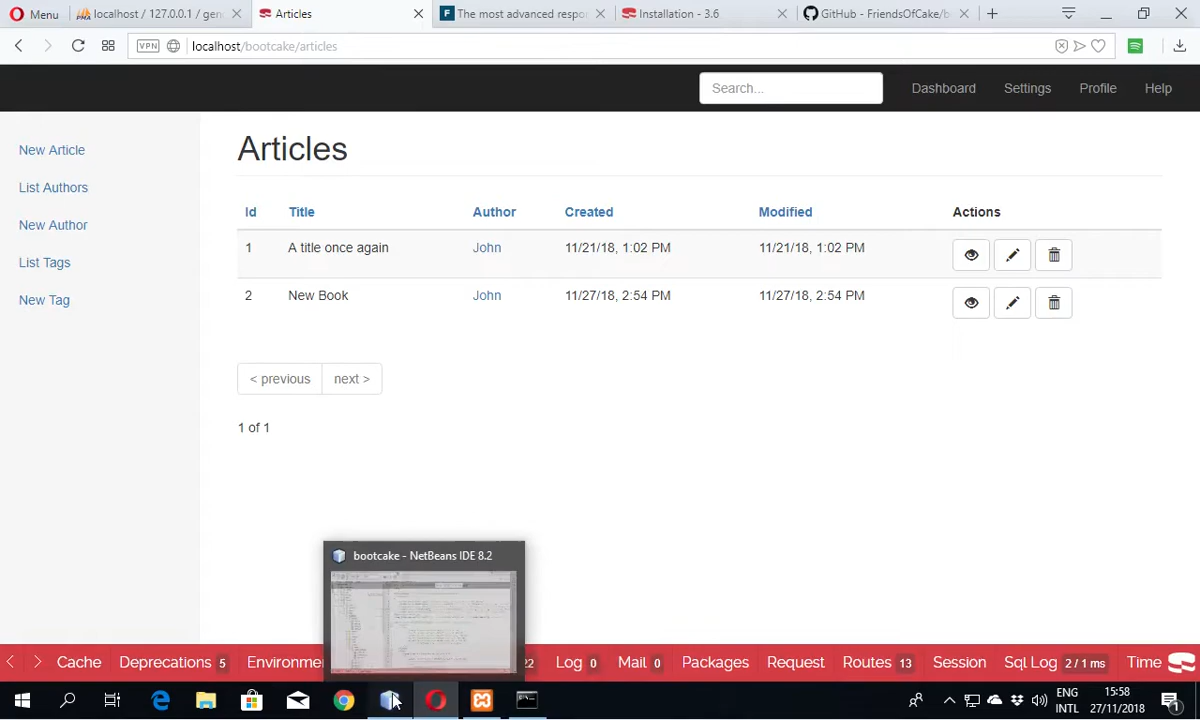 Menu
localhost / 127.0.0.1 / gen
Articles
The most advanced respo
Installation - 3.6
GitHub - FriendsOfCake/b
VPN
localhost/bootcake/articles
Search...
Dashboard
Settings
Profile
Help
New Article
List Authors
New Author
List Tags
New Tag
Articles
Id Title Author Created Modified Actions
1 A title once again John 11/21/18, 1:02 PM 11/21/18, 1:02 PM
2 New Book John 11/27/18, 2:54 PM 11/27/18, 2:54 PM
< previous next >
1 of 1
bootcake - NetBeans IDE 8.2
Cache Deprecations 5 Environme 22 Log 0 Mail 0 Packages Request Routes 13 Session Sql Log 2 / 1 ms Time
ENG
INTL
15:58
27/11/2018
1